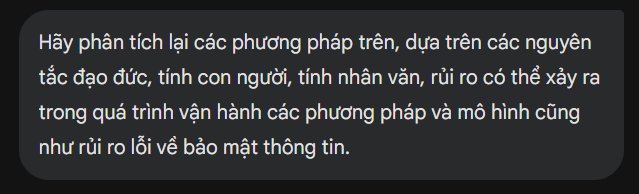 Hãy phân tích lại các phương pháp trên, dựa trên các nguyên
tắc đạo đức, tính con người, tính nhân văn, rủi ro có thể xảy ra
trong quá trình vận hành các phương pháp và mô hình cũng
như rủi ro lỗi về bảo mật thông tin.